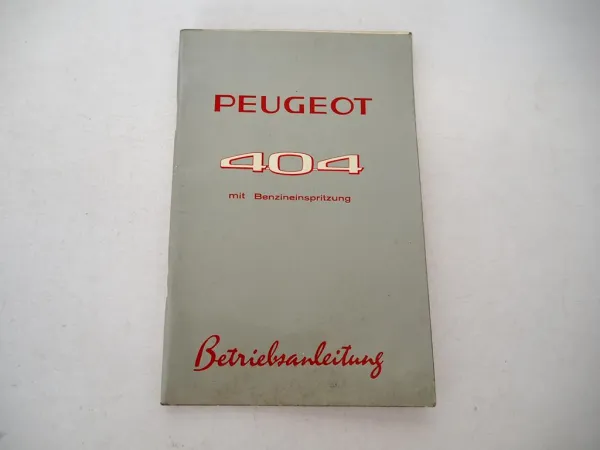 PEUGEOT
404
mit Benzineinspritzung
Betriebsanleitung